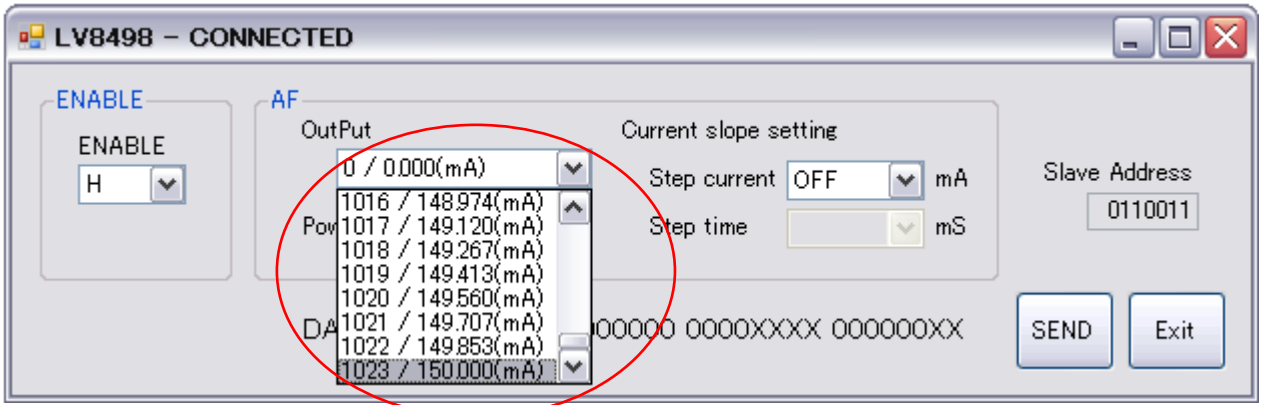 LV8498 - CONNECTED
ENABLE
ENABLE
H
AF
OutPut
0 / 0.000(mA)
1016 / 148.974(mA)
1017 / 149.120(mA)
1018 / 149.267(mA)
1019 / 149.413(mA)
1020 / 149.560(mA)
1021 / 149.707(mA)
1022 / 149.853(mA)
1023 / 150.000(mA)
Current slope setting
Step current OFF mA
Step time mS
Slave Address
0110011
0000XXXX 000000XX
SEND
Exit